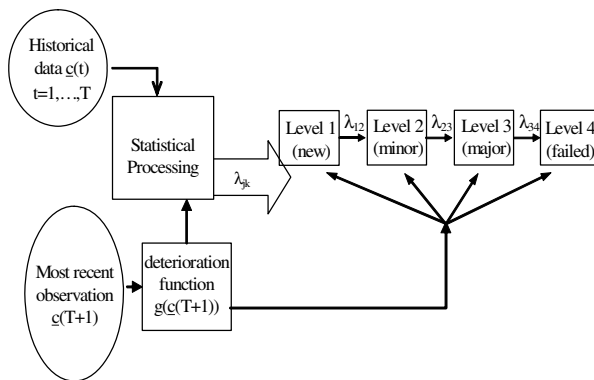 Historical
data c(t)
t=1,…,T
Statistical
Processing
λjk
Level 1
(new)
λ12
Level 2
(minor)
λ23
Level 3
(major)
λ34
Level 4
(failed)
Most recent
observation
c(T+1)
deterioration
function
g(c(T+1))